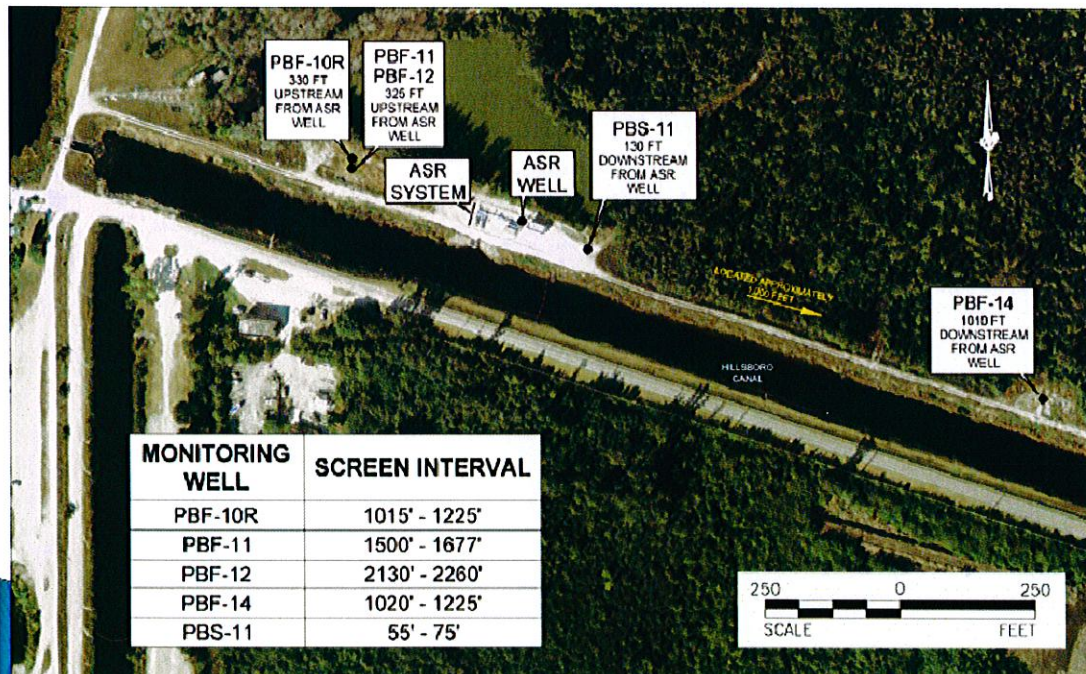 PBF-10R
330 FT
UPSTREAM
FROM ASR
WELL
PBF-11
PBF-12
325 FT
UPSTREAM
FROM ASR
WELL
ASR
SYSTEM
ASR
WELL
PBS-11
130 FT
DOWNSTREAM
FROM ASR
WELL
LOCATED APPROXIMATELY
1,000 FEET
PBF-14
1010 FT
DOWNSTREAM
FROM ASR
WELL
HILLSBORO
CANAL
MONITORING
WELL
SCREEN INTERVAL
PBF-10R 1015' - 1225'
PBF-11 1500' - 1677'
PBF-12 2130' - 2260'
PBF-14 1020' - 1225'
PBS-11 55' - 75'
250 0 250
SCALE FEET